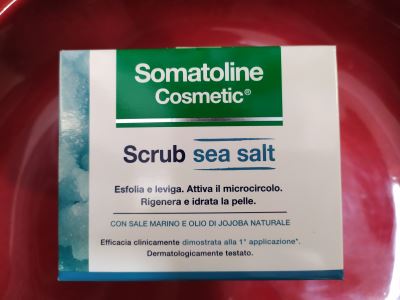 Somatoline
Cosmetic®
Scrub sea salt
Esfolia e leviga. Attiva il microcircolo.
Rigenera e idrata la pelle.
CON SALE MARINO E OLIO DI JOJOBA NATURALE
Efficacia clinicamente dimostrata alla 1ª applicazione*.
Dermatologicamente testato.